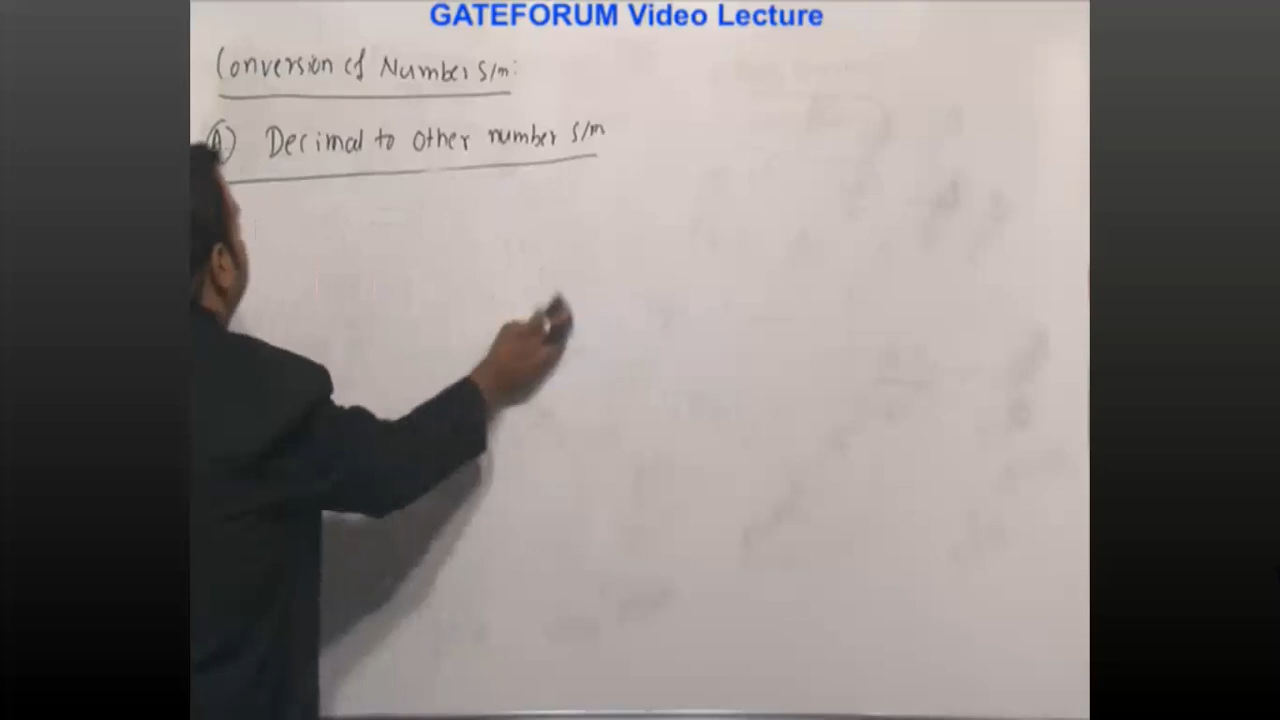 GATEFORUM Video Lecture
Conversion of Number s/m:
A) Decimal to other number s/m